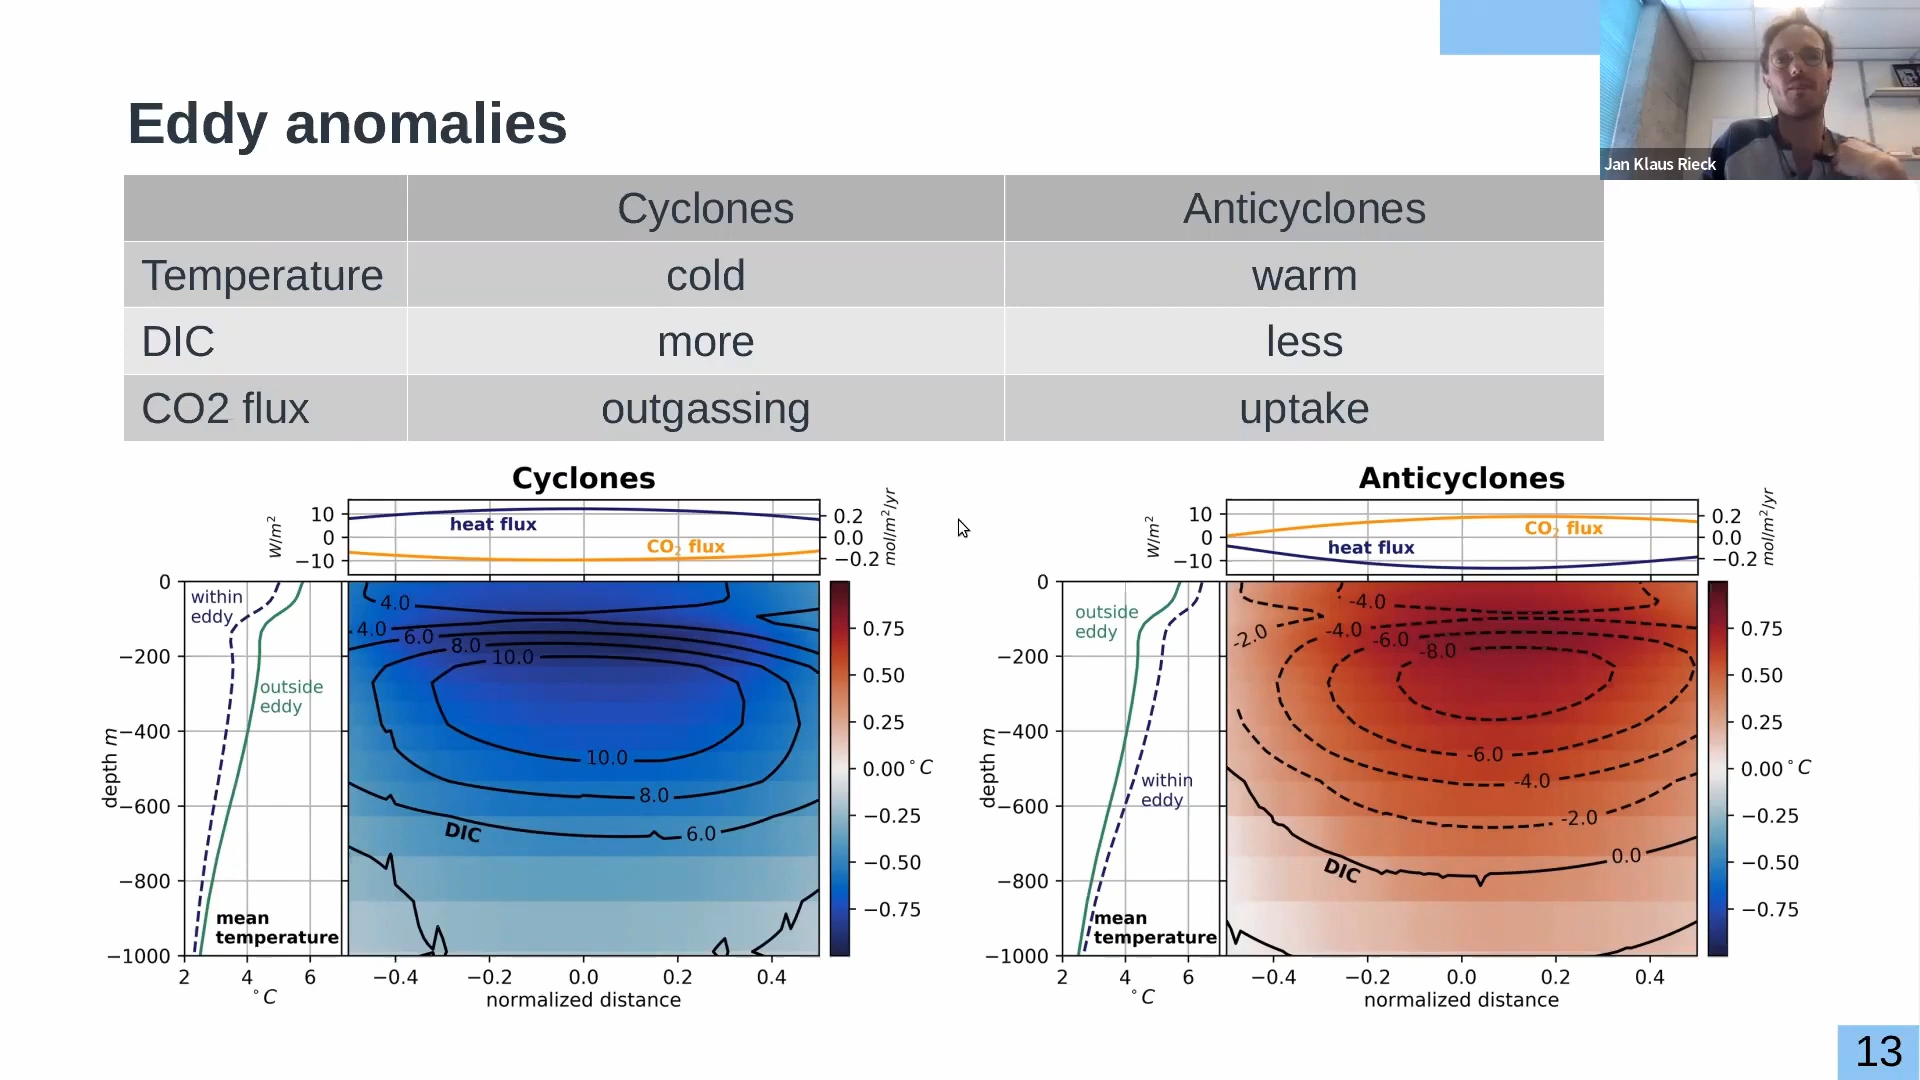 Jan Klaus Rieck
Eddy anomalies
Cyclones Anticyclones
Temperature cold warm
DIC more less
CO2 flux outgassing uptake
Cyclones
W/m²
10
0
−10
heat flux
CO₂ flux
0.2
0.0
−0.2
mol/m²/yr
depth m
0
−200
−400
−600
−800
−1000
within
eddy
outside
eddy
mean
temperature
2 4 6
°C
4.0
4.0
6.0
8.0
10.0
10.0
8.0
6.0
DIC
−0.4 −0.2 0.0 0.2 0.4
normalized distance
0.75
0.50
0.25
0.00 °C
−0.25
−0.50
−0.75
Anticyclones
W/m²
10
0
−10
CO₂ flux
heat flux
0.2
0.0
−0.2
mol/m²/yr
depth m
0
−200
−400
−600
−800
−1000
outside
eddy
within
eddy
mean
temperature
2 4 6
°C
-4.0
-2.0
-4.0
-6.0
-8.0
-6.0
-4.0
-2.0
0.0
DIC
−0.4 −0.2 0.0 0.2 0.4
normalized distance
0.75
0.50
0.25
0.00 °C
−0.25
−0.50
−0.75
13